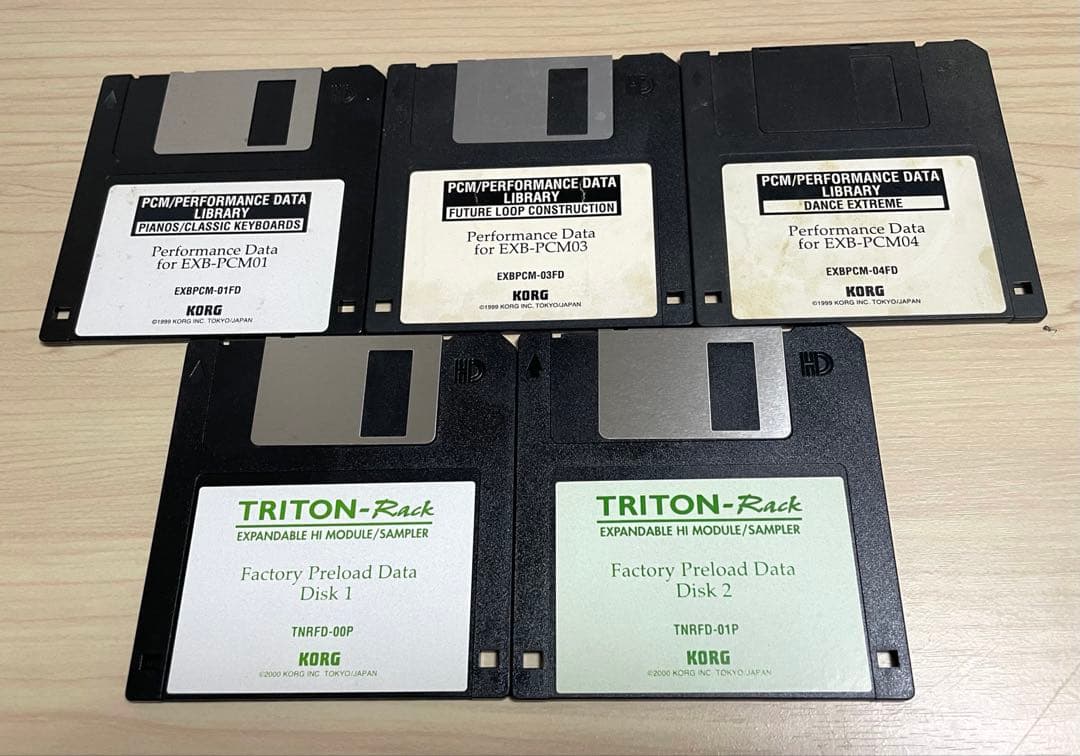 PCM/PERFORMANCE DATA
LIBRARY
PIANOS/CLASSIC KEYBOARDS
Performance Data
for EXB-PCM01
EXBPCM-01FD
KORG
©1999 KORG INC. TOKYO/JAPAN
HD
PCM/PERFORMANCE DATA
LIBRARY
FUTURE LOOP CONSTRUCTION
Performance Data
for EXB-PCM03
EXBPCM-03FD
KORG
©1999 KORG INC. TOKYO/JAPAN
HD
PCM/PERFORMANCE DATA
LIBRARY
DANCE EXTREME
Performance Data
for EXB-PCM04
EXBPCM-04FD
KORG
©1999 KORG INC. TOKYO/JAPAN
HD
TRITON-Rack
EXPANDABLE HI MODULE/SAMPLER
Factory Preload Data
Disk 1
TNRFD-00P
KORG
©2000 KORG INC. TOKYO/JAPAN
HD
TRITON-Rack
EXPANDABLE HI MODULE/SAMPLER
Factory Preload Data
Disk 2
TNRFD-01P
KORG
©2000 KORG INC. TOKYO/JAPAN